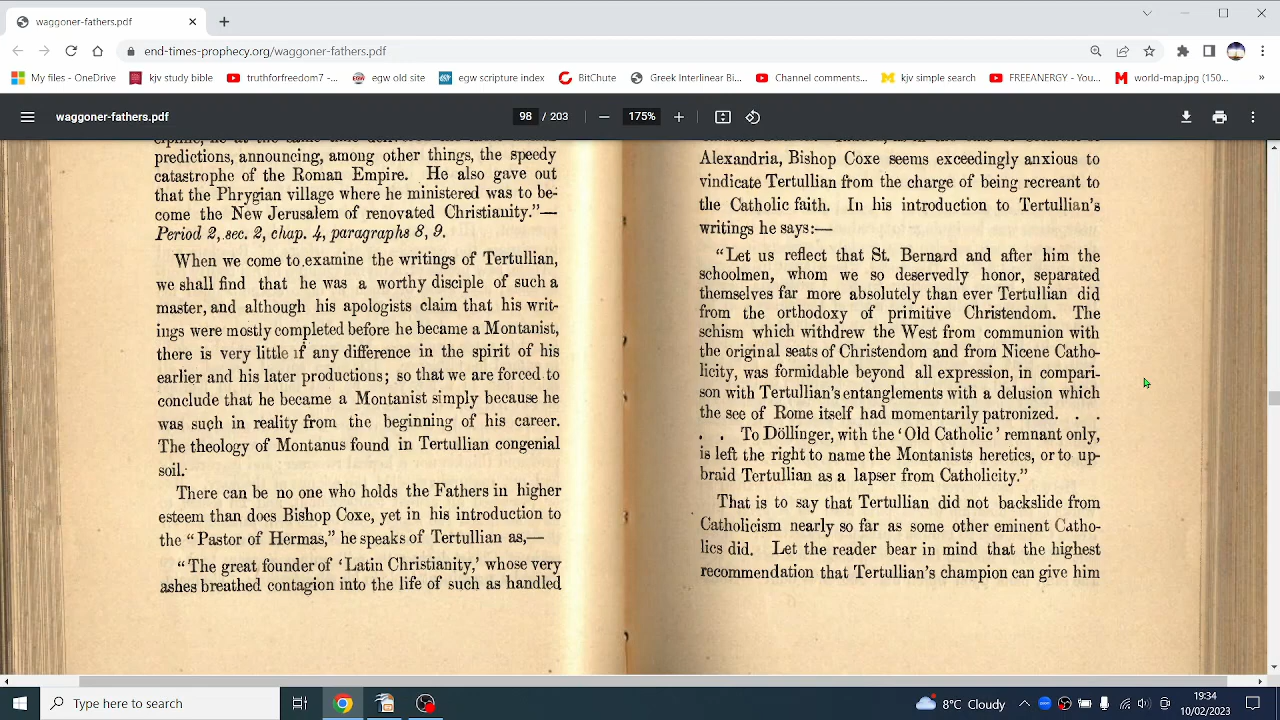 waggoner-fathers.pdf
end-times-prophecy.org/waggoner-fathers.pdf
My files - OneDrive
kjv study bible
truthforfreedom7 -...
egw old site
egw scripture index
BitChute
Greek Interlinear Bi...
Channel comments...
kjv simple search
FREEANERGY - You...
world-map.jpg (150...
waggoner-fathers.pdf
98 / 203
175%
predictions, announcing, among other things, the speedy
catastrophe of the Roman Empire. He also gave out
that the Phrygian village where he ministered was to be-
come the New Jerusalem of renovated Christianity."—
Period 2, sec. 2, chap. 4, paragraphs 8, 9.
When we come to examine the writings of Tertullian,
we shall find that he was a worthy disciple of such a
master, and although his apologists claim that his writ-
ings were mostly completed before he became a Montanist,
there is very little if any difference in the spirit of his
earlier and his later productions; so that we are forced to
conclude that he became a Montanist simply because he
was such in reality from the beginning of his career.
The theology of Montanus found in Tertullian congenial
soil.
There can be no one who holds the Fathers in higher
esteem than does Bishop Coxe, yet in his introduction to
the "Pastor of Hermas," he speaks of Tertullian as,—
"The great founder of 'Latin Christianity,' whose very
ashes breathed contagion into the life of such as handled
Alexandria, Bishop Coxe seems exceedingly anxious to
vindicate Tertullian from the charge of being recreant to
the Catholic faith. In his introduction to Tertullian's
writings he says:—
"Let us reflect that St. Bernard and after him the
schoolmen, whom we so deservedly honor, separated
themselves far more absolutely than ever Tertullian did
from the orthodoxy of primitive Christendom. The
schism which withdrew the West from communion with
the original seats of Christendom and from Nicene Catho-
licity, was formidable beyond all expression, in compari-
son with Tertullian's entanglements with a delusion which
the see of Rome itself had momentarily patronized. . .
. . To Döllinger, with the 'Old Catholic' remnant only,
is left the right to name the Montanists heretics, or to up-
braid Tertullian as a lapser from Catholicity."
That is to say that Tertullian did not backslide from
Catholicism nearly so far as some other eminent Catho-
lics did. Let the reader bear in mind that the highest
recommendation that Tertullian's champion can give him
Type here to search
8°C Cloudy
19:34
10/02/2023